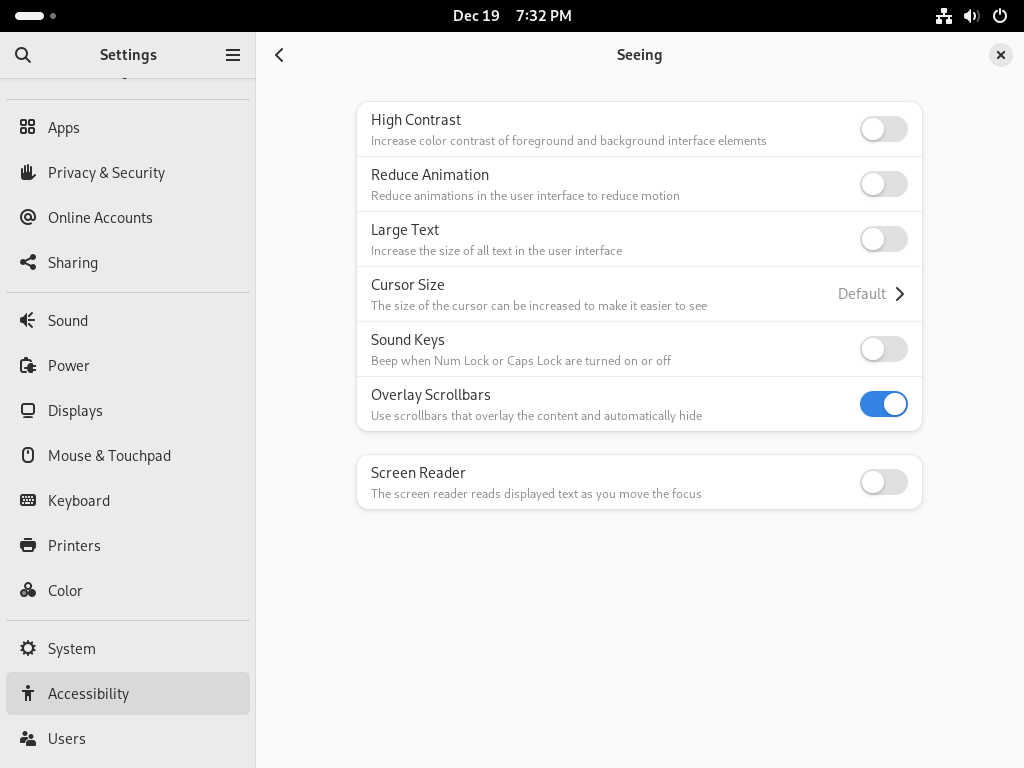 Dec 19 7:32 PM
Settings
Seeing
Apps
Privacy & Security
Online Accounts
Sharing
Sound
Power
Displays
Mouse & Touchpad
Keyboard
Printers
Color
System
Accessibility
Users
High Contrast
Increase color contrast of foreground and background interface elements
Reduce Animation
Reduce animations in the user interface to reduce motion
Large Text
Increase the size of all text in the user interface
Cursor Size
The size of the cursor can be increased to make it easier to see
Default
Sound Keys
Beep when Num Lock or Caps Lock are turned on or off
Overlay Scrollbars
Use scrollbars that overlay the content and automatically hide
Screen Reader
The screen reader reads displayed text as you move the focus